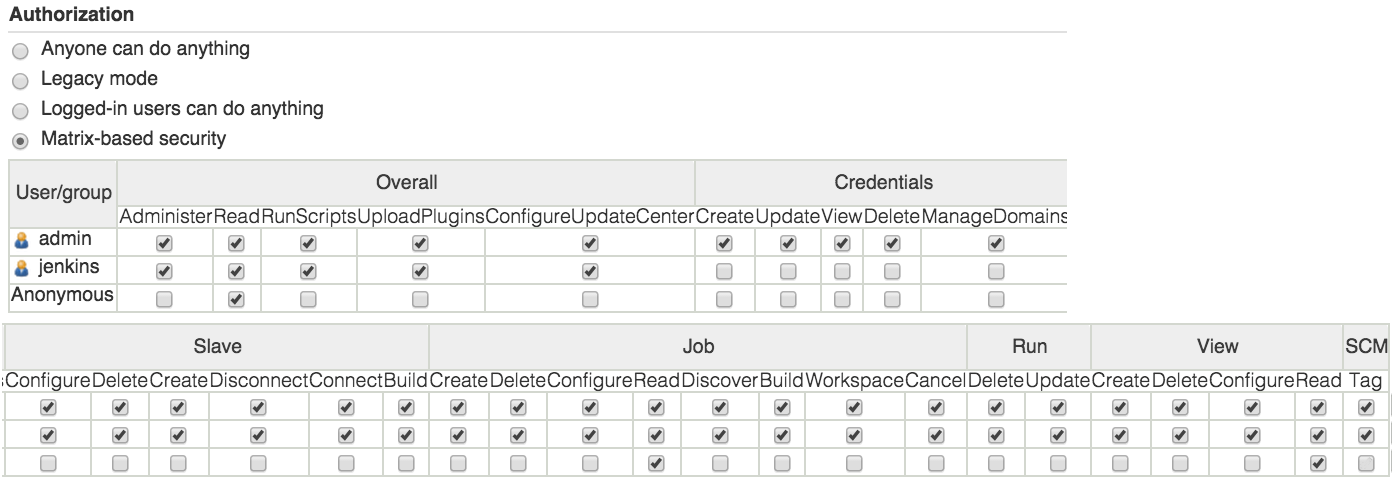 Authorization
Anyone can do anything
Legacy mode
Logged-in users can do anything
Matrix-based security
User/group Overall Credentials
Administer Read RunScripts UploadPlugins ConfigureUpdateCenter Create Update View Delete ManageDomains
admin
jenkins
Anonymous
Slave Job Run View SCM
Configure Delete Create Disconnect Connect Build Create Delete Configure Read Discover Build Workspace Cancel Delete Update Create Delete Configure Read Tag